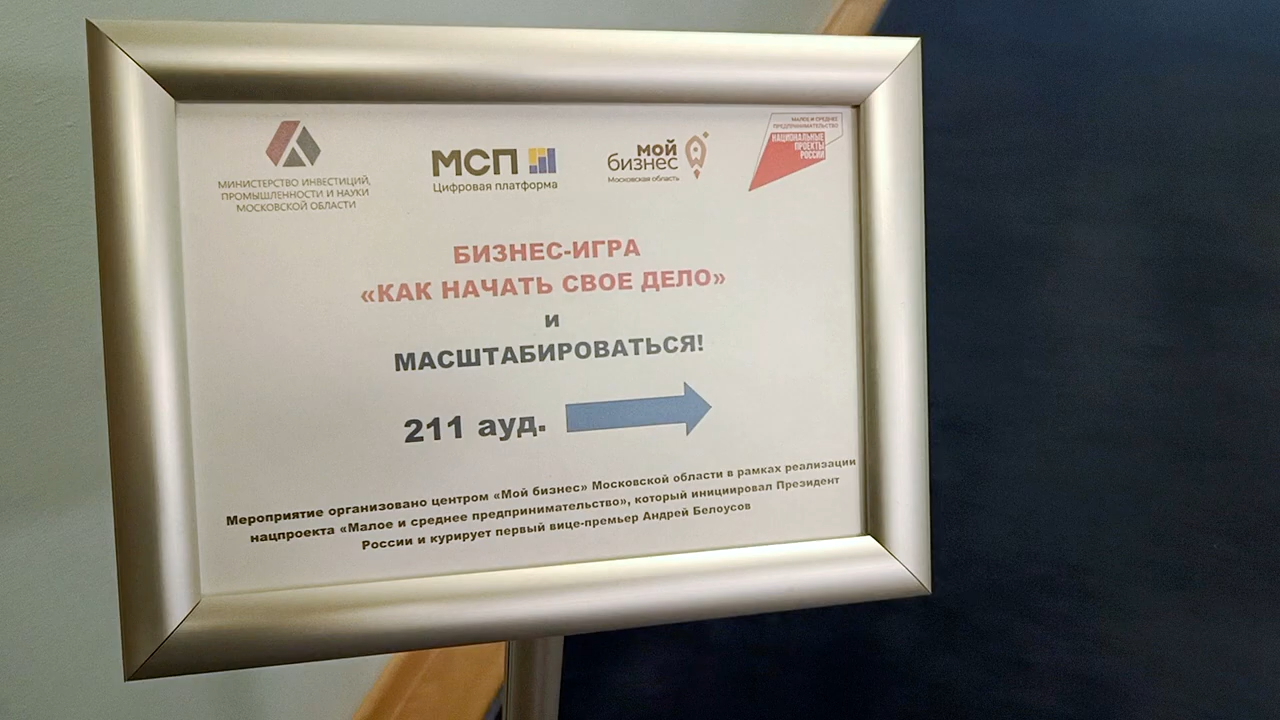 МИНИСТЕРСТВО ИНВЕСТИЦИЙ,
ПРОМЫШЛЕННОСТИ И НАУКИ
МОСКОВСКОЙ ОБЛАСТИ
МСП
Цифровая платформа
мой
бизнес
Московская область
МАЛОЕ И СРЕДНЕЕ
ПРЕДПРИНИМАТЕЛЬСТВО
НАЦИОНАЛЬНЫЕ
ПРОЕКТЫ
РОССИИ
БИЗНЕС-ИГРА
«КАК НАЧАТЬ СВОЕ ДЕЛО»
и
МАСШТАБИРОВАТЬСЯ!
211 ауд.
Мероприятие организовано центром «Мой бизнес» Московской области в рамках реализации
нацпроекта «Малое и среднее предпринимательство», который инициировал Президент
России и курирует первый вице-премьер Андрей Белоусов